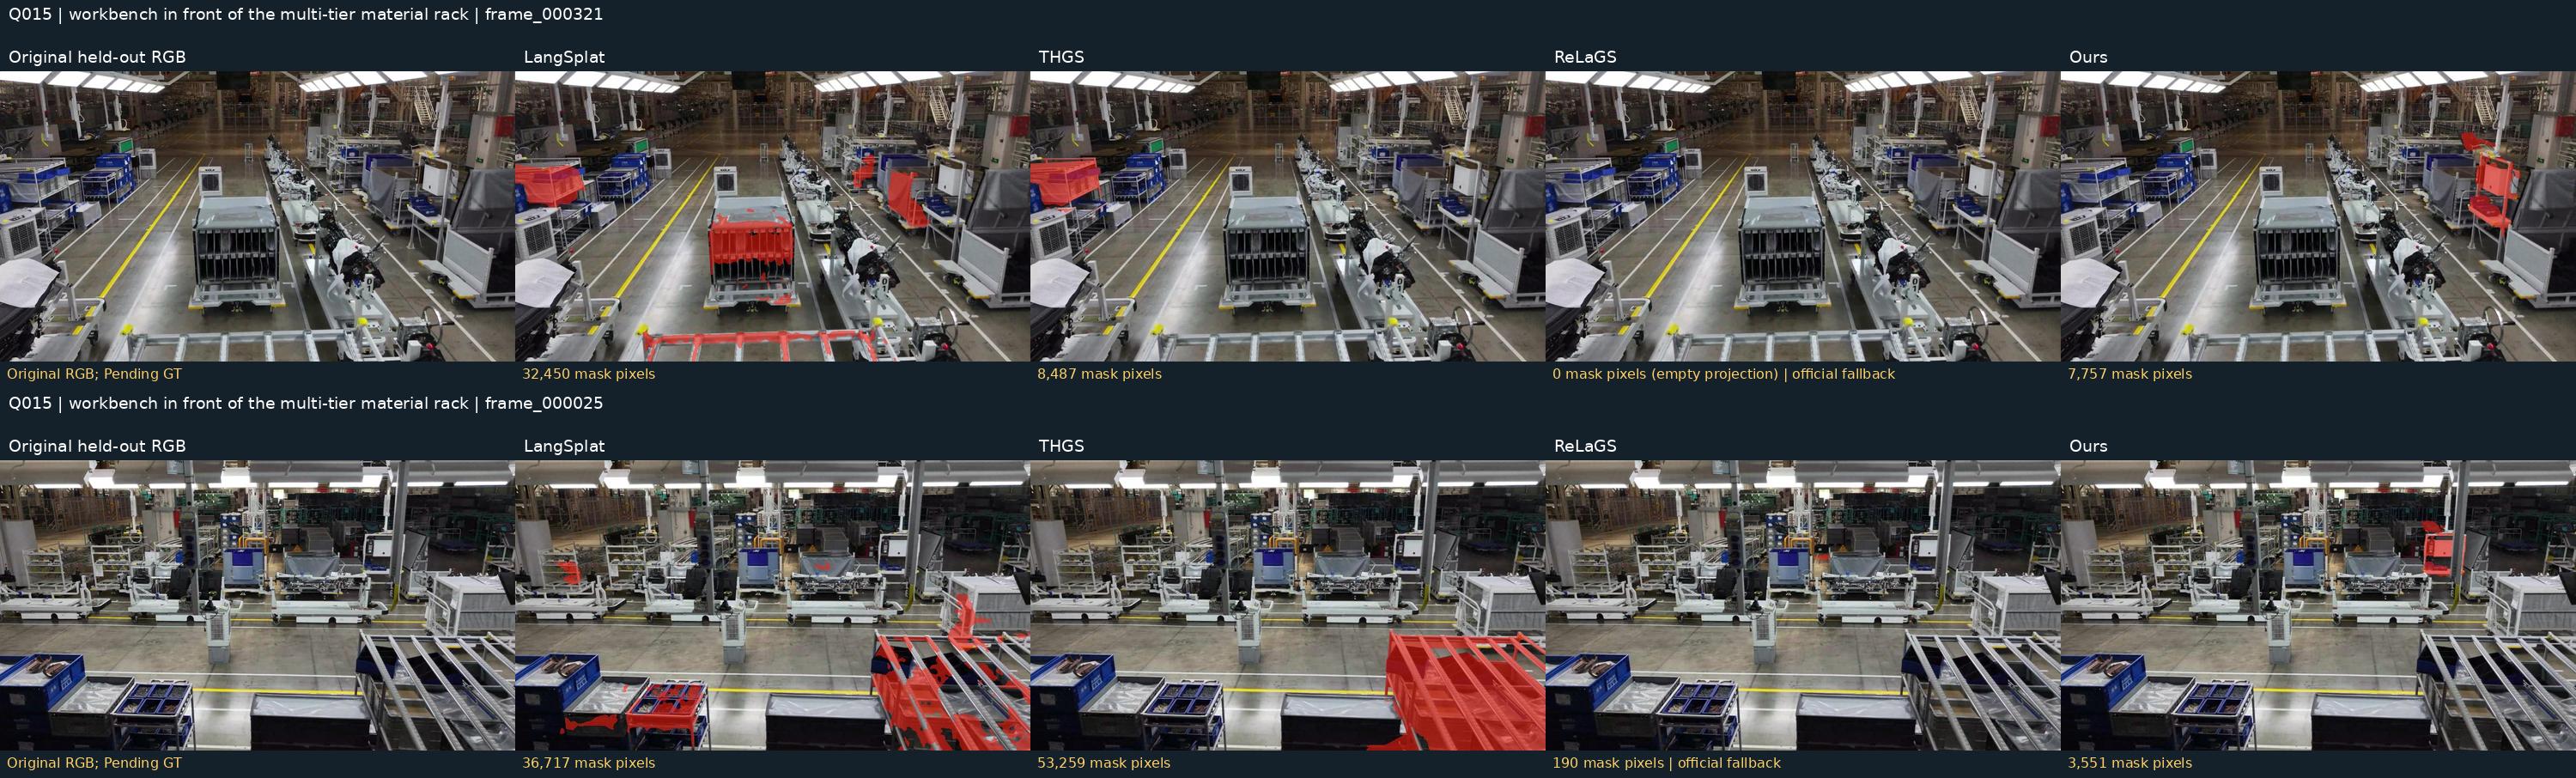 Q015 | workbench in front of the multi-tier material rack | frame_000321
Original held-out RGB
LangSplat
THGS
ReLaGS
Ours
Original RGB; Pending GT
32,450 mask pixels
8,487 mask pixels
0 mask pixels (empty projection) | official fallback
7,757 mask pixels
Q015 | workbench in front of the multi-tier material rack | frame_000025
Original held-out RGB
LangSplat
THGS
ReLaGS
Ours
Original RGB; Pending GT
36,717 mask pixels
53,259 mask pixels
190 mask pixels | official fallback
3,551 mask pixels